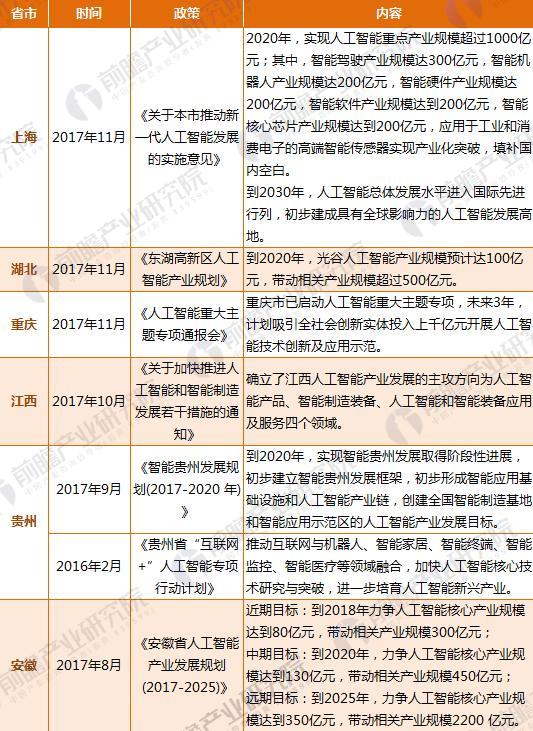 省市 时间 政策 内容
上海
2017年11月
《关于本市推动新
一代人工智能发展
的实施意见》
2020年，实现人工智能重点产业规模超过1000亿
元；其中，智能驾驶产业规模达300亿元，智能机
器人产业规模达200亿元，智能硬件产业规模达
200亿元，智能软件产业规模达到200亿元，智能
核心芯片产业规模达到200亿元，应用于工业和消
费电子的高端智能传感器实现产业化突破，填补国
内空白。
到2030年，人工智能总体发展水平进入国际先进
行列，初步建成具有全球影响力的人工智能发展高
地。
湖北
2017年11月
《东湖高新区人工
智能产业规划》
到2020年，光谷人工智能产业规模预计达100亿
元，带动相关产业规模超过500亿元。
重庆
2017年11月
《人工智能重大主
题专项通报会》
重庆市已启动人工智能重大主题专项，未来3年，
计划吸引全社会创新实体投入上千亿元开展人工智
能技术创新及应用示范。
江西
2017年10月
《关于加快推进人
工智能和智能制造
发展若干措施的通
知》
确立了江西人工智能产业发展的主攻方向为人工智
能产品、智能制造装备、人工智能和智能装备应用
及服务四个领域。
贵州
2017年9月
《智能贵州发展规
划(2017-2020 年)
》
到2020年，实现智能贵州发展取得阶段性进展，
初步建立智能贵州发展框架，初步形成智能应用基
础设施和人工智能产业链，创建全国智能制造基地
和智能应用示范区的人工智能产业发展目标。
2016年2月
《贵州省“互联网
+”人工智能专项
行动计划》
推动互联网与机器人、智能家居、智能终端、智能
监控、智能医疗等领域融合，加快人工智能核心技
术研究与突破，进一步培育人工智能新兴产业。
安徽
2017年8月
《安徽省人工智能
产业发展规划
(2017-2025)》
近期目标：到2018年力争人工智能核心产业规模
达到80亿元，带动相关产业规模300亿元；
中期目标：到2020年，力争人工智能核心产业规
模达到130亿元，带动相关产业规模450亿元；
远期目标：到2025年，力争人工智能核心产业规
模达到350亿元，带动相关产业规模2200 亿元。
前瞻产业研究院